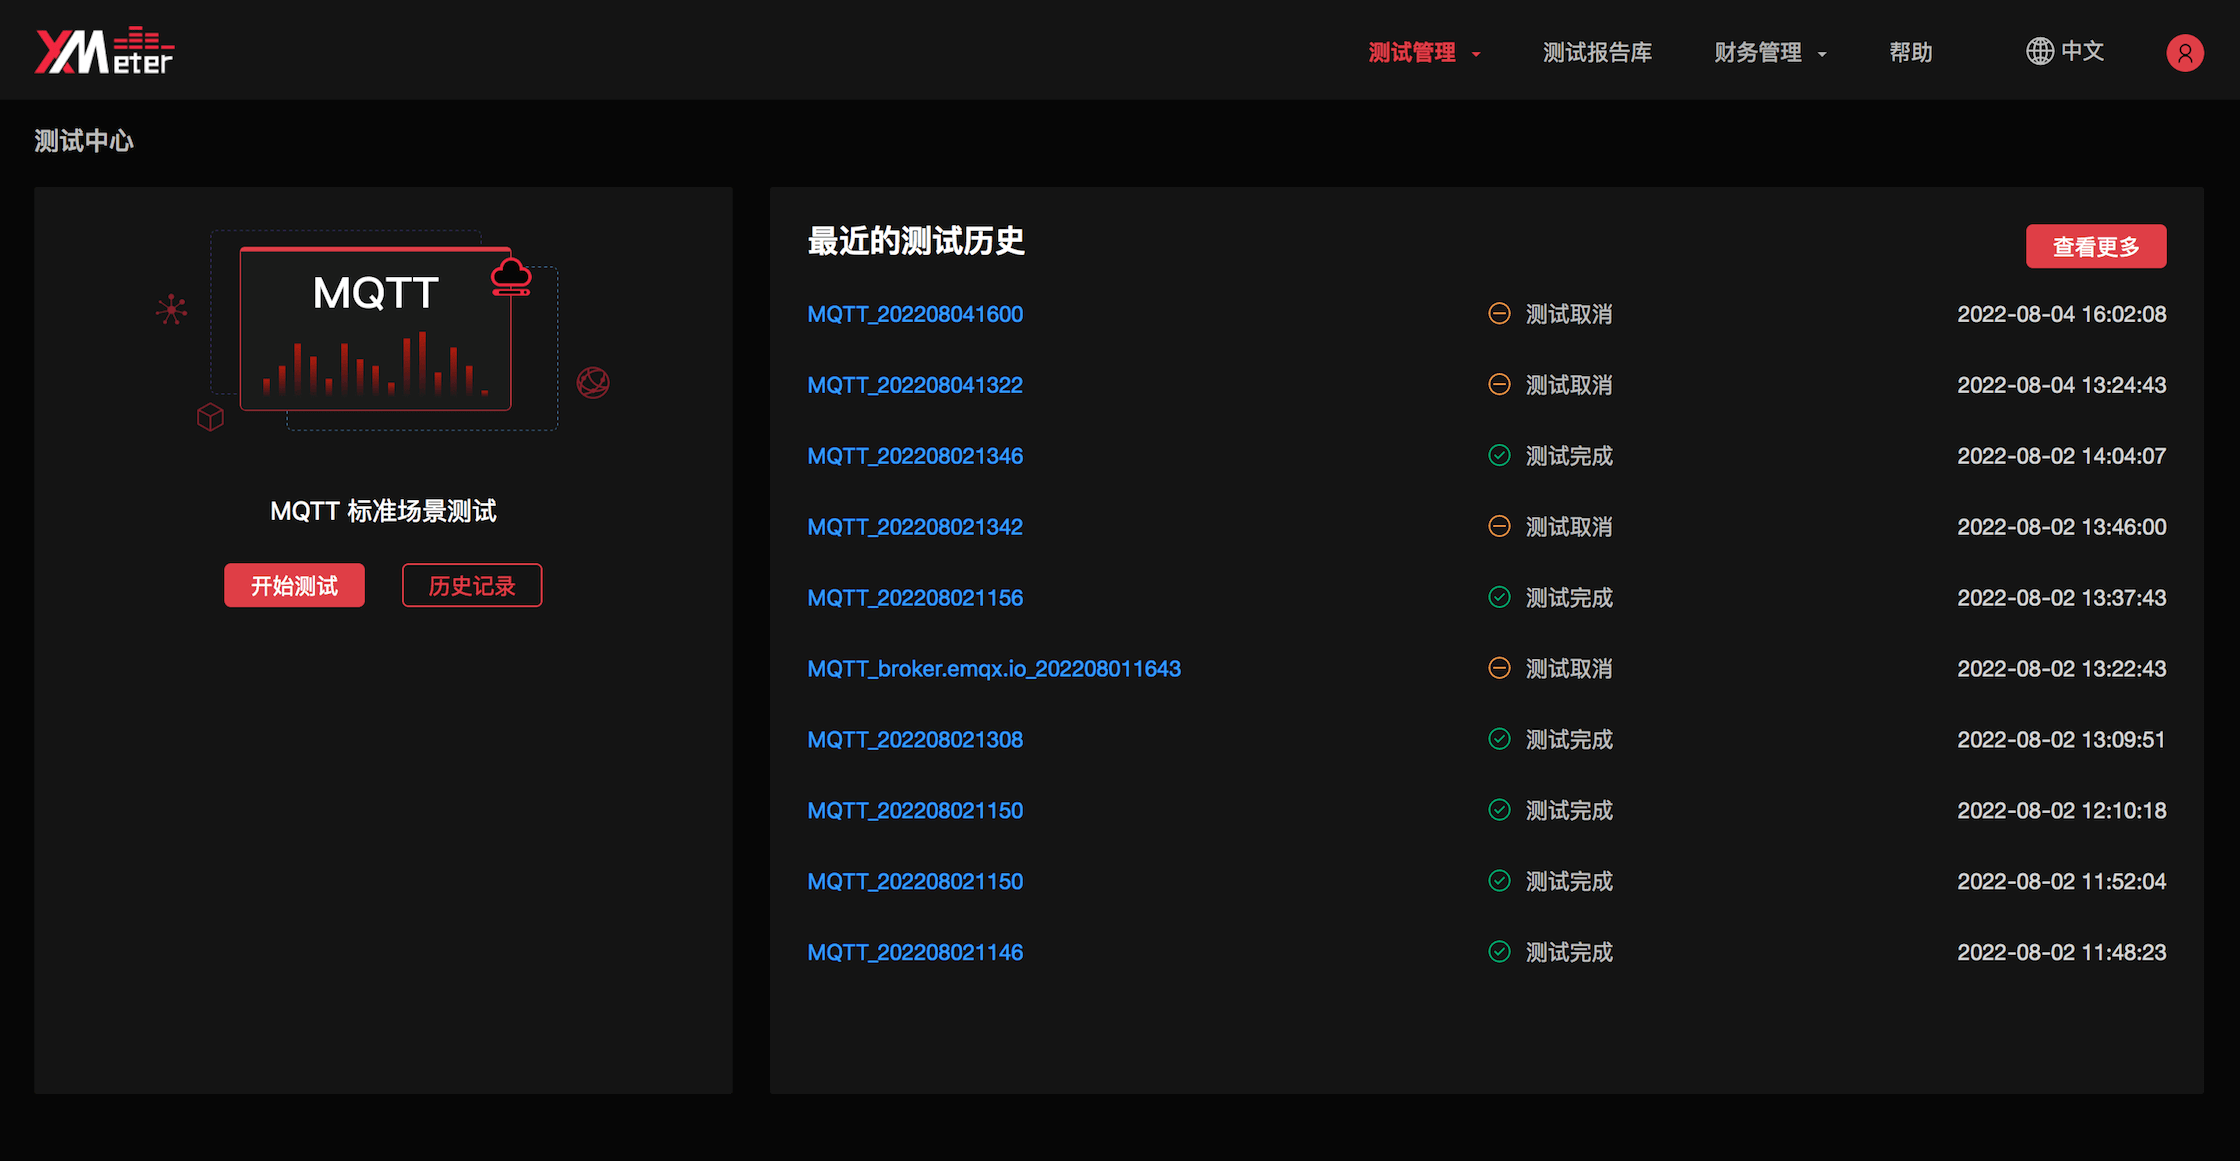 XMeter
测试管理 测试报告库 财务管理 帮助 中文
测试中心
MQTT
MQTT 标准场景测试
开始测试 历史记录
最近的测试历史 查看更多
MQTT_202208041600 测试取消 2022-08-04 16:02:08
MQTT_202208041322 测试取消 2022-08-04 13:24:43
MQTT_202208021346 测试完成 2022-08-02 14:04:07
MQTT_202208021342 测试取消 2022-08-02 13:46:00
MQTT_202208021156 测试完成 2022-08-02 13:37:43
MQTT_broker.emqx.io_202208011643 测试取消 2022-08-02 13:22:43
MQTT_202208021308 测试完成 2022-08-02 13:09:51
MQTT_202208021150 测试完成 2022-08-02 12:10:18
MQTT_202208021150 测试完成 2022-08-02 11:52:04
MQTT_202208021146 测试完成 2022-08-02 11:48:23